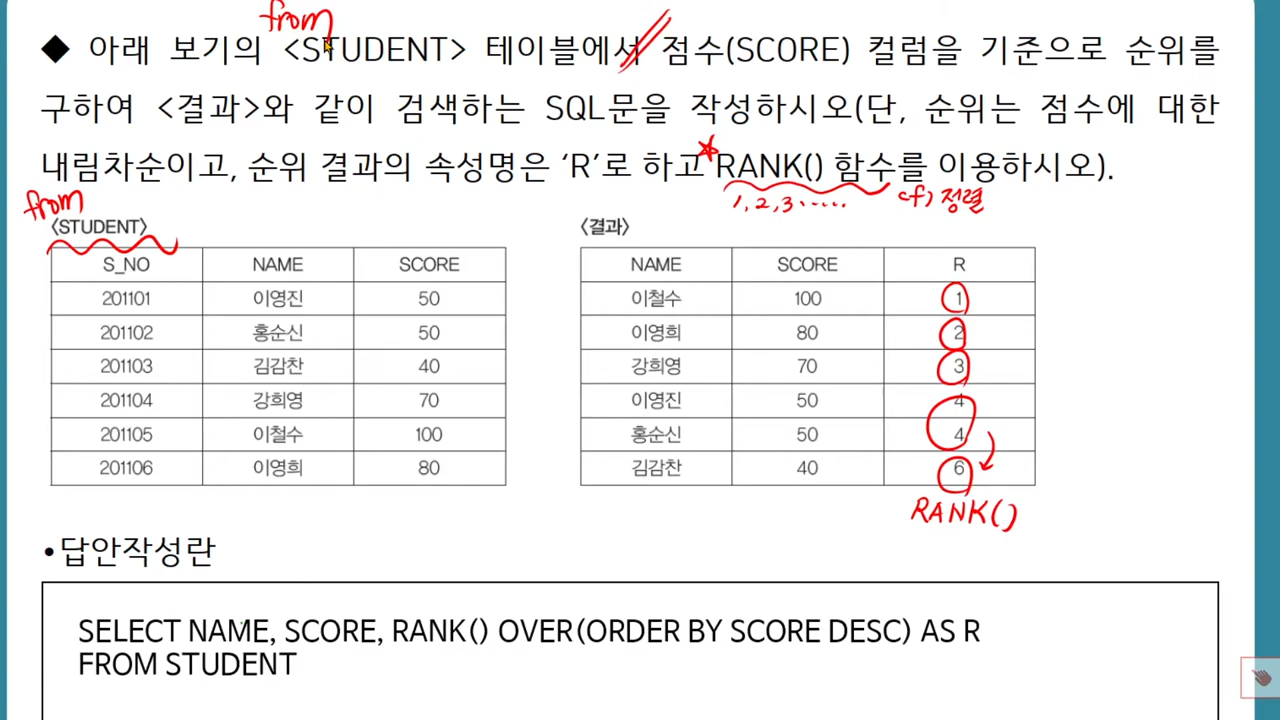 from
◆ 아래 보기의 <STUDENT> 테이블에서 점수(SCORE) 컬럼을 기준으로 순위를
구하여 <결과>와 같이 검색하는 SQL문을 작성하시오(단, 순위는 점수에 대한
내림차순이고, 순위 결과의 속성명은 ‘R’로 하고 RANK() 함수를 이용하시오).
from
1, 2, 3 ......
cf) 정렬
<STUDENT>
S_NO NAME SCORE
201101 이영진 50
201102 홍순신 50
201103 김감찬 40
201104 강희영 70
201105 이철수 100
201106 이영희 80
<결과>
NAME SCORE R
이철수 100 1
이영희 80 2
강희영 70 3
이영진 50 4
홍순신 50 4
김감찬 40 6
RANK()
•답안작성란
SELECT NAME, SCORE, RANK() OVER(ORDER BY SCORE DESC) AS R
FROM STUDENT